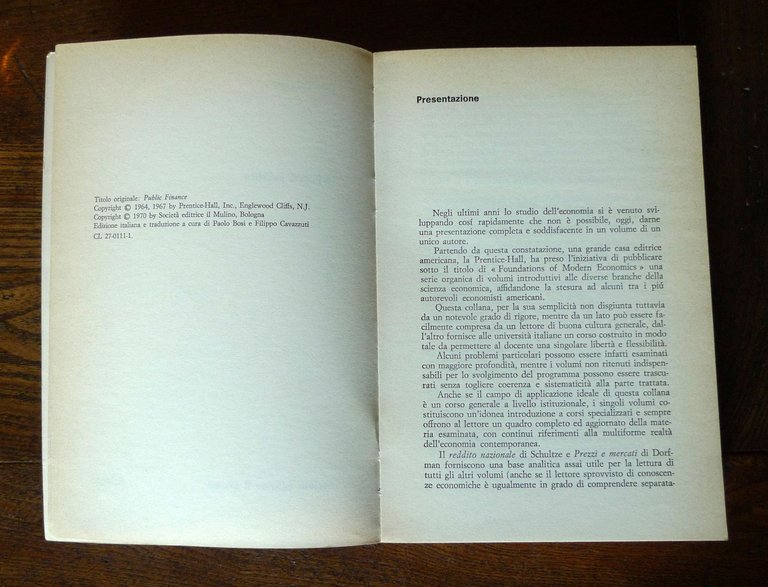 Titolo originale: Public Finance
Copyright © 1964, 1967 by Prentice-Hall, Inc., Englewood Cliffs, N.J.
Copyright © 1970 by Società editrice il Mulino, Bologna
Edizione italiana e traduzione a cura di Paolo Bosi e Filippo Cavazzuti
CL 27-0111-1
Presentazione
Negli ultimi anni lo studio dell'economia si è venuto svi-
luppando cosí rapidamente che non è possibile, oggi, darne
una presentazione completa e soddisfacente in un volume di un
unico autore.
Partendo da questa constatazione, una grande casa editrice
americana, la Prentice-Hall, ha preso l'iniziativa di pubblicare
sotto il titolo di « Foundations of Modern Economics » una
serie organica di volumi introduttivi alle diverse branche della
scienza economica, affidandone la stesura ad alcuni tra i piú
autorevoli economisti americani.
Questa collana, per la sua semplicità non disgiunta tuttavia
da un notevole grado di rigore, mentre da un lato può essere fa-
cilmente compresa da un lettore di buona cultura generale, dal-
l'altro fornisce alle università italiane un corso costruito in modo
tale da permettere al docente una singolare libertà e flessibilità.
Alcuni problemi particolari possono essere infatti esaminati
con maggiore profondità, mentre i volumi non ritenuti indispen-
sabili per lo svolgimento del programma possono essere trascu-
rati senza togliere coerenza e sistematicità alla parte trattata.
Anche se il campo di applicazione ideale di questa collana
è un corso generale a livello istituzionale, i singoli volumi co-
stituiscono un'idonea introduzione a corsi specializzati e sempre
offrono al lettore un quadro completo ed aggiornato della mate-
ria esaminata, con continui riferimenti alla multiforme realtà
dell'economia contemporanea.
Il reddito nazionale di Schultze e Prezzi e mercati di Dorf-
man forniscono una base analitica assai utile per la lettura di
tutti gli altri volumi (anche se il lettore sprovvisto di conoscen-
ze economiche è ugualmente in grado di comprendere separata-